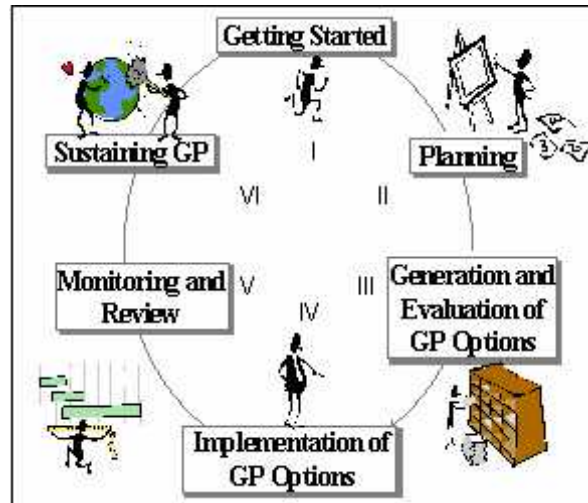 Getting Started
I
Planning
II
Generation and
Evaluation of
GP Options
III
Implementation of
GP Options
IV
Monitoring and
Review
V
Sustaining GP
VI